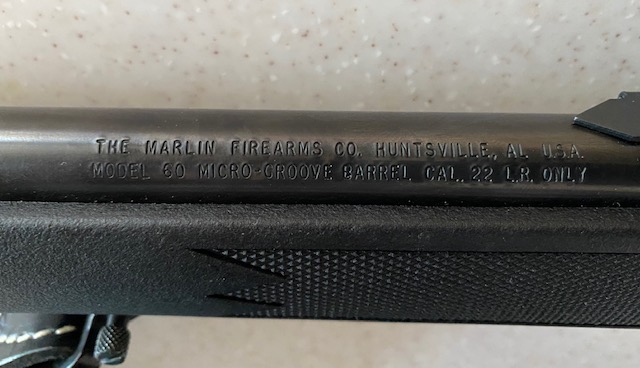 THE MARLIN FIREARMS CO. HUNTSVILLE, AL U.S.A.
MODEL 60 MICRO-GROOVE BARREL CAL. 22 L.R. ONLY